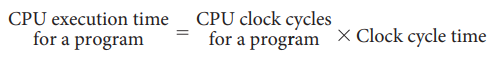 CPU execution time for a program = CPU clock cycles for a program × Clock cycle time